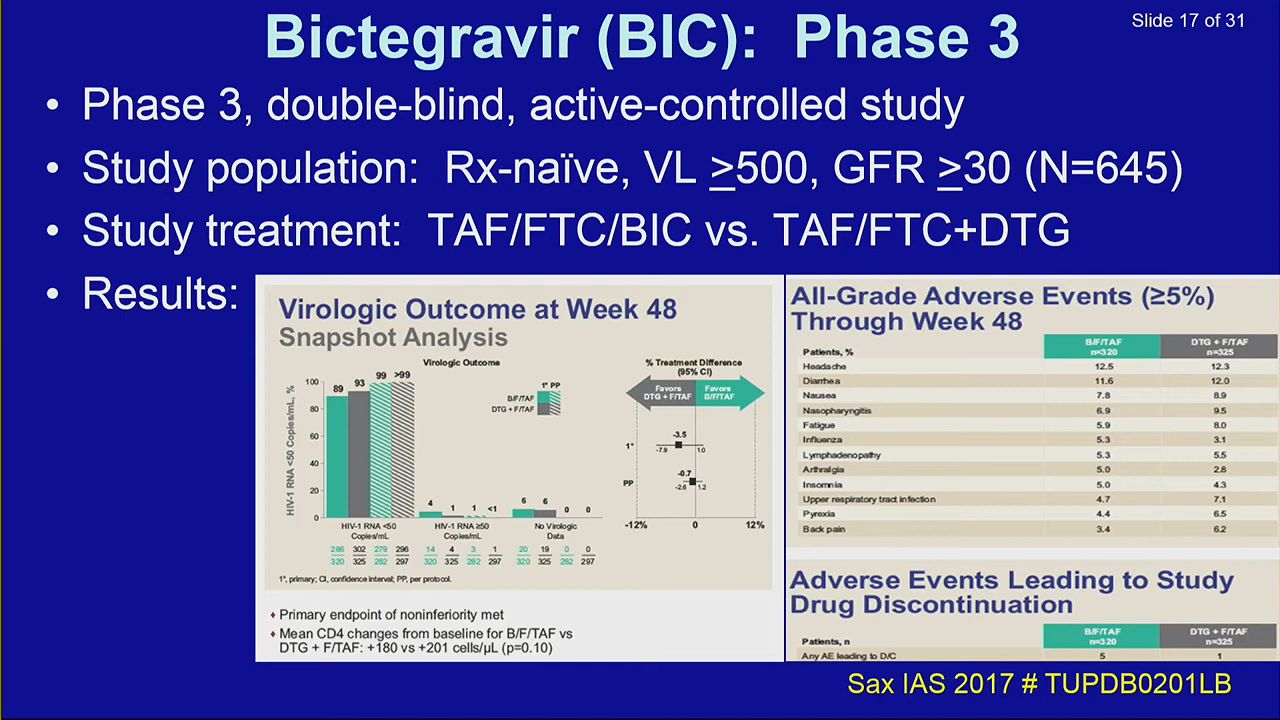 Slide 17 of 31
Bictegravir (BIC): Phase 3
• Phase 3, double-blind, active-controlled study
• Study population: Rx-naïve, VL ≥500, GFR ≥30 (N=645)
• Study treatment: TAF/FTC/BIC vs. TAF/FTC+DTG
• Results:
Virologic Outcome at Week 48
Snapshot Analysis
Virologic Outcome
HIV-1 RNA <50 Copies/mL, %
100
80
60
40
20
0
89 93 99 >99
4 1 1 <1
6 6 0 0
1° PP
B/F/TAF
DTG + F/TAF
HIV-1 RNA <50 Copies/mL
HIV-1 RNA ≥50 Copies/mL
No Virologic Data
286 302 279 296 14 4 3 1 20 19 0 0
320 325 282 297 320 325 282 297 320 325 282 297
% Treatment Difference
(95% CI)
Favors DTG + F/TAF
Favors B/F/TAF
1°
-3.5
-7.9 1.0
PP
-0.7
-2.6 1.2
-12% 0 12%
1°, primary; CI, confidence interval; PP, per protocol.
♦ Primary endpoint of noninferiority met
♦ Mean CD4 changes from baseline for B/F/TAF vs
DTG + F/TAF: +180 vs +201 cells/µL (p=0.10)
All-Grade Adverse Events (≥5%)
Through Week 48
Patients, % B/F/TAF n=320 DTG + F/TAF n=325
Headache 12.5 12.3
Diarrhea 11.6 12.0
Nausea 7.8 8.9
Nasopharyngitis 6.9 9.5
Fatigue 5.9 8.0
Influenza 5.3 3.1
Lymphadenopathy 5.3 5.5
Arthralgia 5.0 2.8
Insomnia 5.0 4.3
Upper respiratory tract infection 4.7 7.1
Pyrexia 4.4 6.5
Back pain 3.4 6.2
Adverse Events Leading to Study
Drug Discontinuation
Patients, n B/F/TAF n=320 DTG + F/TAF n=325
Any AE leading to D/C 5 1
Sax IAS 2017 # TUPDB0201LB